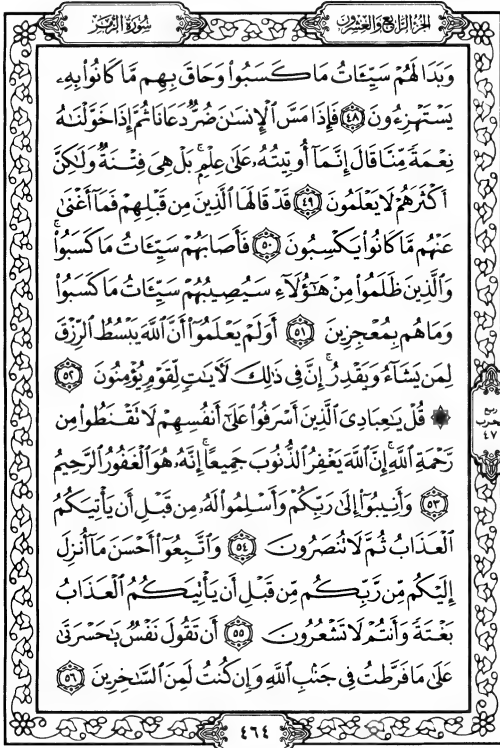 الجزء الرابع والعشرون
سورة الزمر
وَبَدَا لَهُمْ سَيِّـَٔاتُ مَا كَسَبُوا۟ وَحَاقَ بِهِم مَّا كَانُوا۟ بِهِۦ
يَسْتَهْزِءُونَ ٤٨ فَإِذَا مَسَّ ٱلْإِنسَـٰنَ ضُرٌّ دَعَانَا ثُمَّ إِذَا خَوَّلْنَـٰهُ
نِعْمَةً مِّنَّا قَالَ إِنَّمَآ أُوتِيتُهُۥ عَلَىٰ عِلْمٍۭ ۚ بَلْ هِىَ فِتْنَةٌ وَلَـٰكِنَّ
أَكْثَرَهُمْ لَا يَعْلَمُونَ ٤٩ قَدْ قَالَهَا ٱلَّذِينَ مِن قَبْلِهِمْ فَمَآ أَغْنَىٰ
عَنْهُم مَّا كَانُوا۟ يَكْسِبُونَ ٥٠ فَأَصَابَهُمْ سَيِّـَٔاتُ مَا كَسَبُوا۟ ۚ
وَٱلَّذِينَ ظَلَمُوا۟ مِنْ هَـٰٓؤُلَآءِ سَيُصِيبُهُمْ سَيِّـَٔاتُ مَا كَسَبُوا۟
وَمَا هُم بِمُعْجِزِينَ ٥١ أَوَلَمْ يَعْلَمُوٓا۟ أَنَّ ٱللَّهَ يَبْسُطُ ٱلرِّزْقَ
لِمَن يَشَآءُ وَيَقْدِرُ ۚ إِنَّ فِى ذَٰلِكَ لَـَٔايَـٰتٍ لِّقَوْمٍ يُؤْمِنُونَ ٥٢
۞ قُلْ يَـٰعِبَادِىَ ٱلَّذِينَ أَسْرَفُوا۟ عَلَىٰٓ أَنفُسِهِمْ لَا تَقْنَطُوا۟ مِن
رَّحْمَةِ ٱللَّهِ ۚ إِنَّ ٱللَّهَ يَغْفِرُ ٱلذُّنُوبَ جَمِيعًا ۚ إِنَّهُۥ هُوَ ٱلْغَفُورُ ٱلرَّحِيمُ
٥٣ وَأَنِيبُوٓا۟ إِلَىٰ رَبِّكُمْ وَأَسْلِمُوا۟ لَهُۥ مِن قَبْلِ أَن يَأْتِيَكُمُ
ٱلْعَذَابُ ثُمَّ لَا تُنصَرُونَ ٥٤ وَٱتَّبِعُوٓا۟ أَحْسَنَ مَآ أُنزِلَ
إِلَيْكُم مِّن رَّبِّكُم مِّن قَبْلِ أَن يَأْتِيَكُمُ ٱلْعَذَابُ
بَغْتَةً وَأَنتُمْ لَا تَشْعُرُونَ ٥٥ أَن تَقُولَ نَفْسٌ يَـٰحَسْرَتَىٰ
عَلَىٰ مَا فَرَّطتُ فِى جَنۢبِ ٱللَّهِ وَإِن كُنتُ لَمِنَ ٱلسَّـٰخِرِينَ ٥٦
حزب
٤٧
٤٦٤